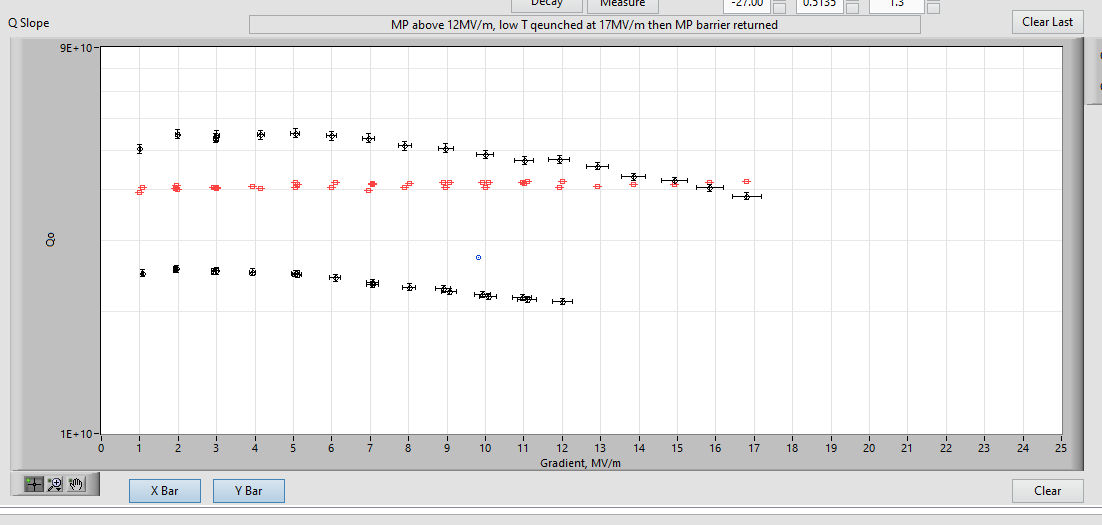 Decay
Measure
-27.00
0.5135
1.3
Q Slope
MP above 12MV/m, low T qeunched at 17MV/m then MP barrier returned
Clear Last
9E+10
Qo
1E+10
0 1 2 3 4 5 6 7 8 9 10 11 12 13 14 15 16 17 18 19 20 21 22 23 24 25
Gradient, MV/m
X Bar
Y Bar
Clear